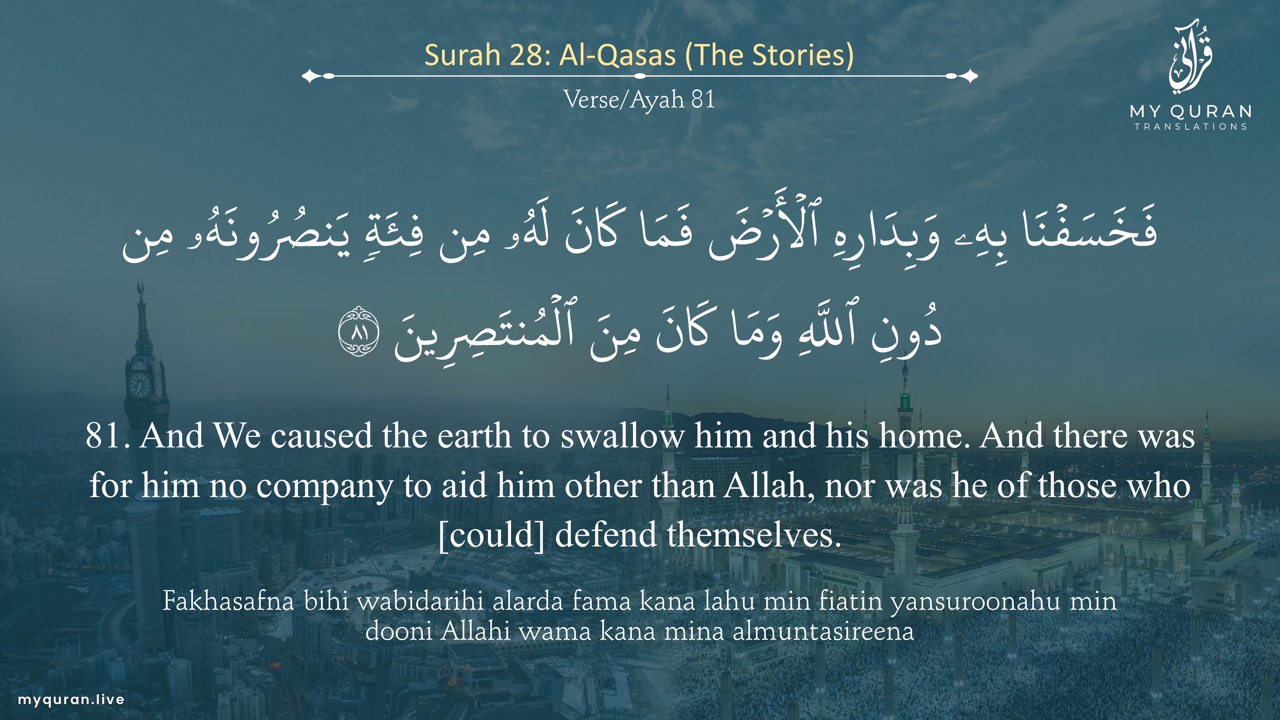 Surah 28: Al-Qasas (The Stories)
Verse/Ayah 81
قرآني
MY QURAN
TRANSLATIONS
فَخَسَفْنَا بِهِۦ وَبِدَارِهِ ٱلْأَرْضَ فَمَا كَانَ لَهُۥ مِن فِئَةٍ يَنصُرُونَهُۥ مِن
دُونِ ٱللَّهِ وَمَا كَانَ مِنَ ٱلْمُنتَصِرِينَ ٨١
81. And We caused the earth to swallow him and his home. And there was
for him no company to aid him other than Allah, nor was he of those who
[could] defend themselves.
Fakhasafna bihi wabidarihi alarda fama kana lahu min fiatin yansuroonahu min
dooni Allahi wama kana mina almuntasireena
myquran.live